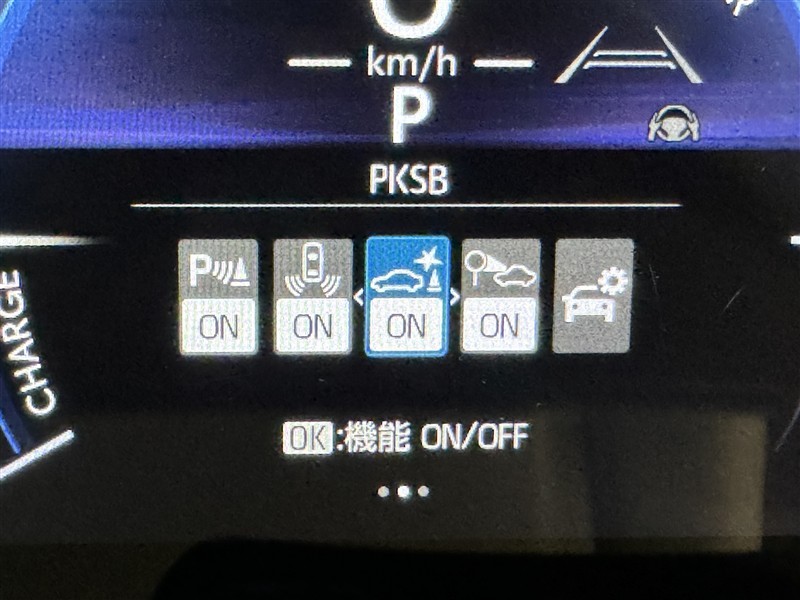 0
km/h
P
PKSB
P
ON ON ON ON
CHARGE
OK:機能 ON/OFF